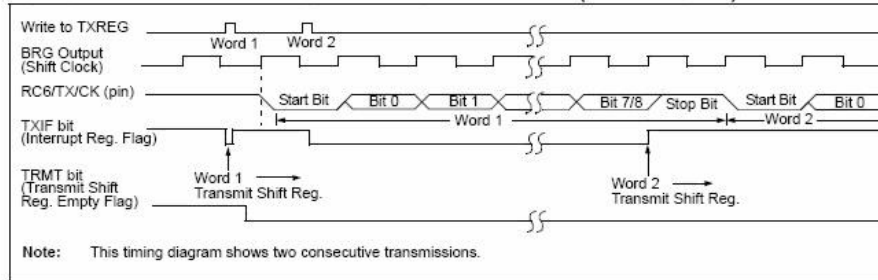 Write to TXREG
Word 1
Word 2
BRG Output
(Shift Clock)
RC6/TX/CK (pin)
Start Bit
Bit 0
Bit 1
Bit 7/8
Stop Bit
Start Bit
Bit 0
Word 1
Word 2
TXIF bit
(Interrupt Reg. Flag)
Word 1
Transmit Shift Reg.
Word 2
Transmit Shift Reg.
TRMT bit
(Transmit Shift
Reg. Empty Flag)
Note: This timing diagram shows two consecutive transmissions.